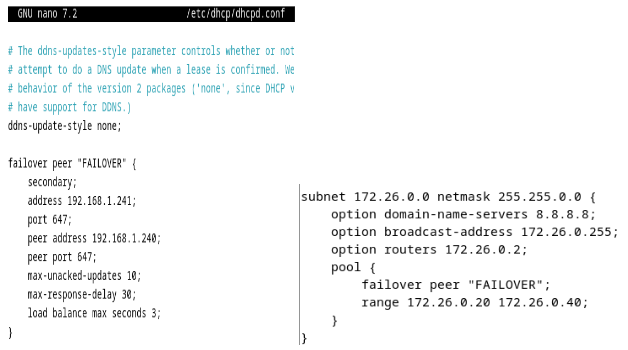 GNU nano 7.2 /etc/dhcp/dhcpd.conf
# The ddns-updates-style parameter controls whether or not
# attempt to do a DNS update when a lease is confirmed. We
# behavior of the version 2 packages ('none', since DHCP v
# have support for DDNS.)
ddns-update-style none;
failover peer "FAILOVER" {
secondary;
address 192.168.1.241;
port 647;
peer address 192.168.1.240;
peer port 647;
max-unacked-updates 10;
max-response-delay 30;
load balance max seconds 3;
}
subnet 172.26.0.0 netmask 255.255.0.0 {
option domain-name-servers 8.8.8.8;
option broadcast-address 172.26.0.255;
option routers 172.26.0.2;
pool {
failover peer "FAILOVER";
range 172.26.0.20 172.26.0.40;
}
}